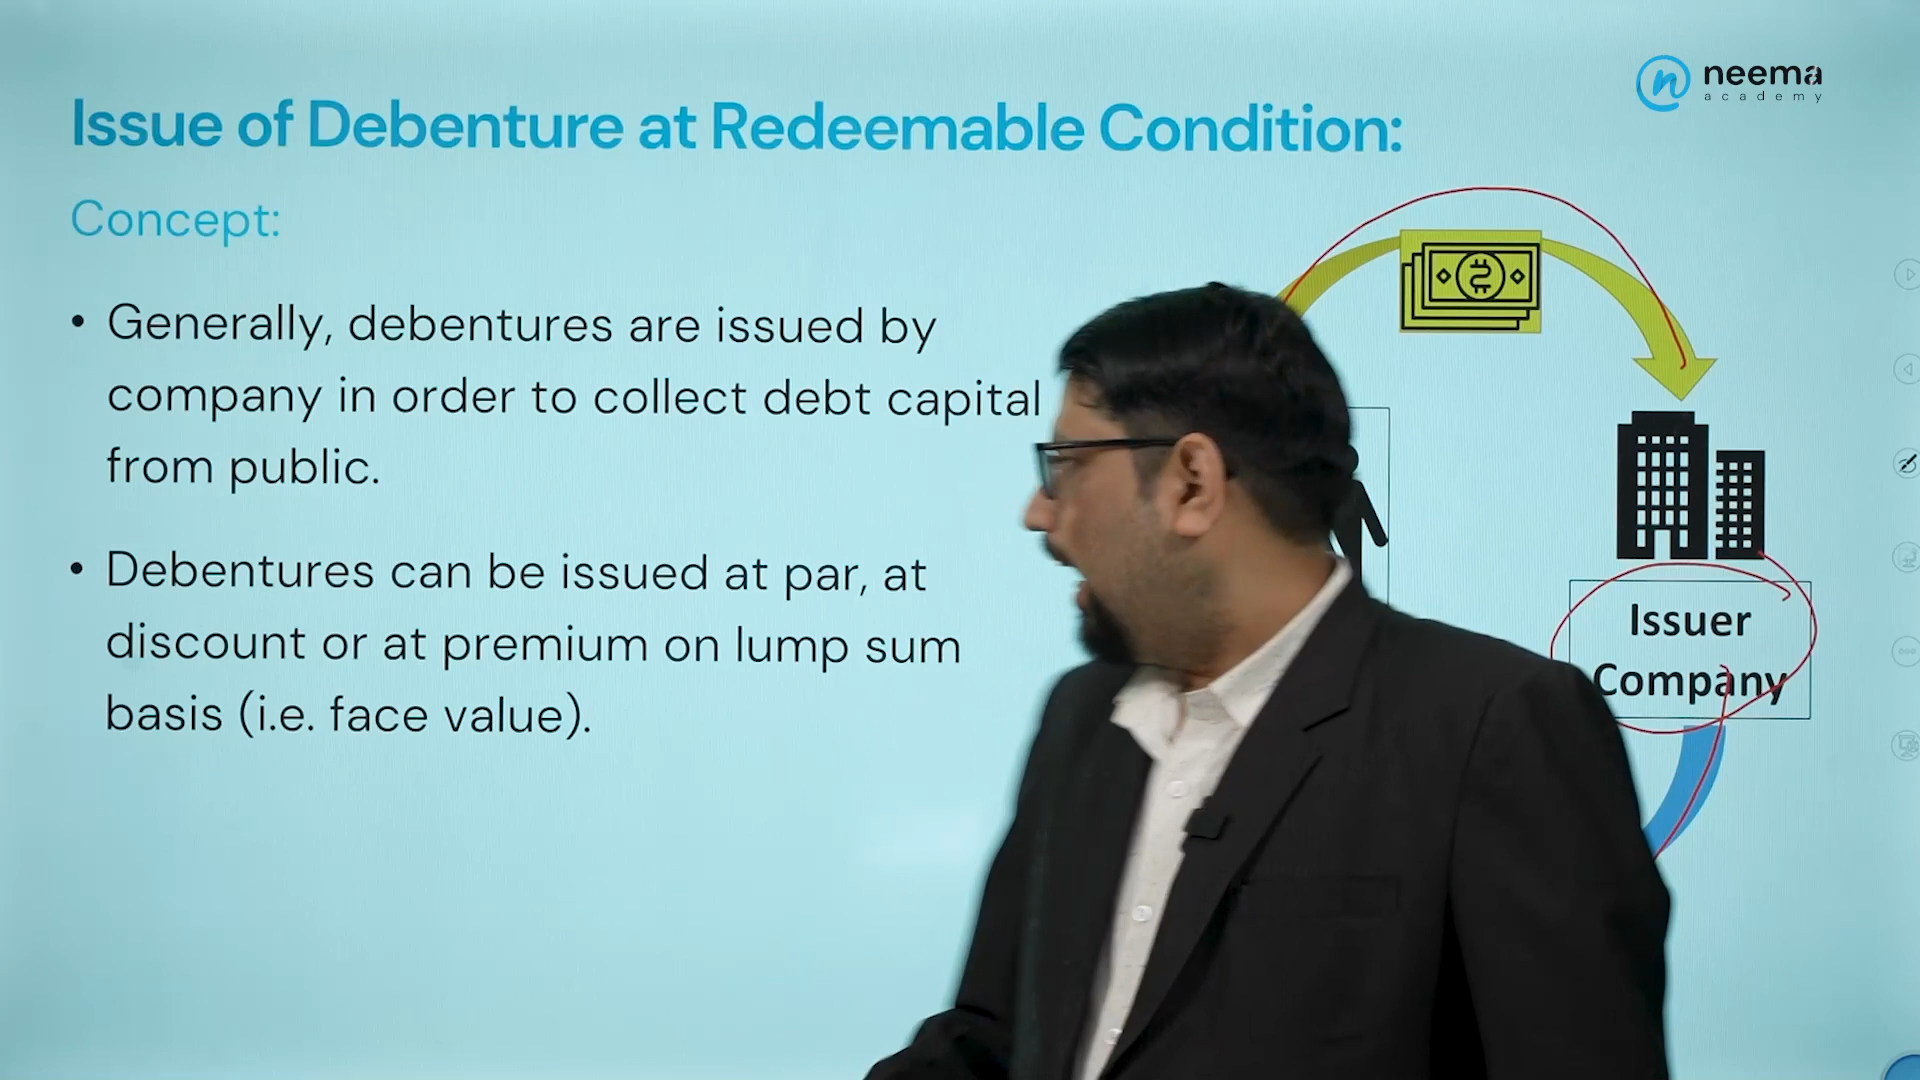 neema
academy
Issue of Debenture at Redeemable Condition:
Concept:
• Generally, debentures are issued by
company in order to collect debt capital
from public.
• Debentures can be issued at par, at
discount or at premium on lump sum
basis (i.e. face value).
Issuer
Company